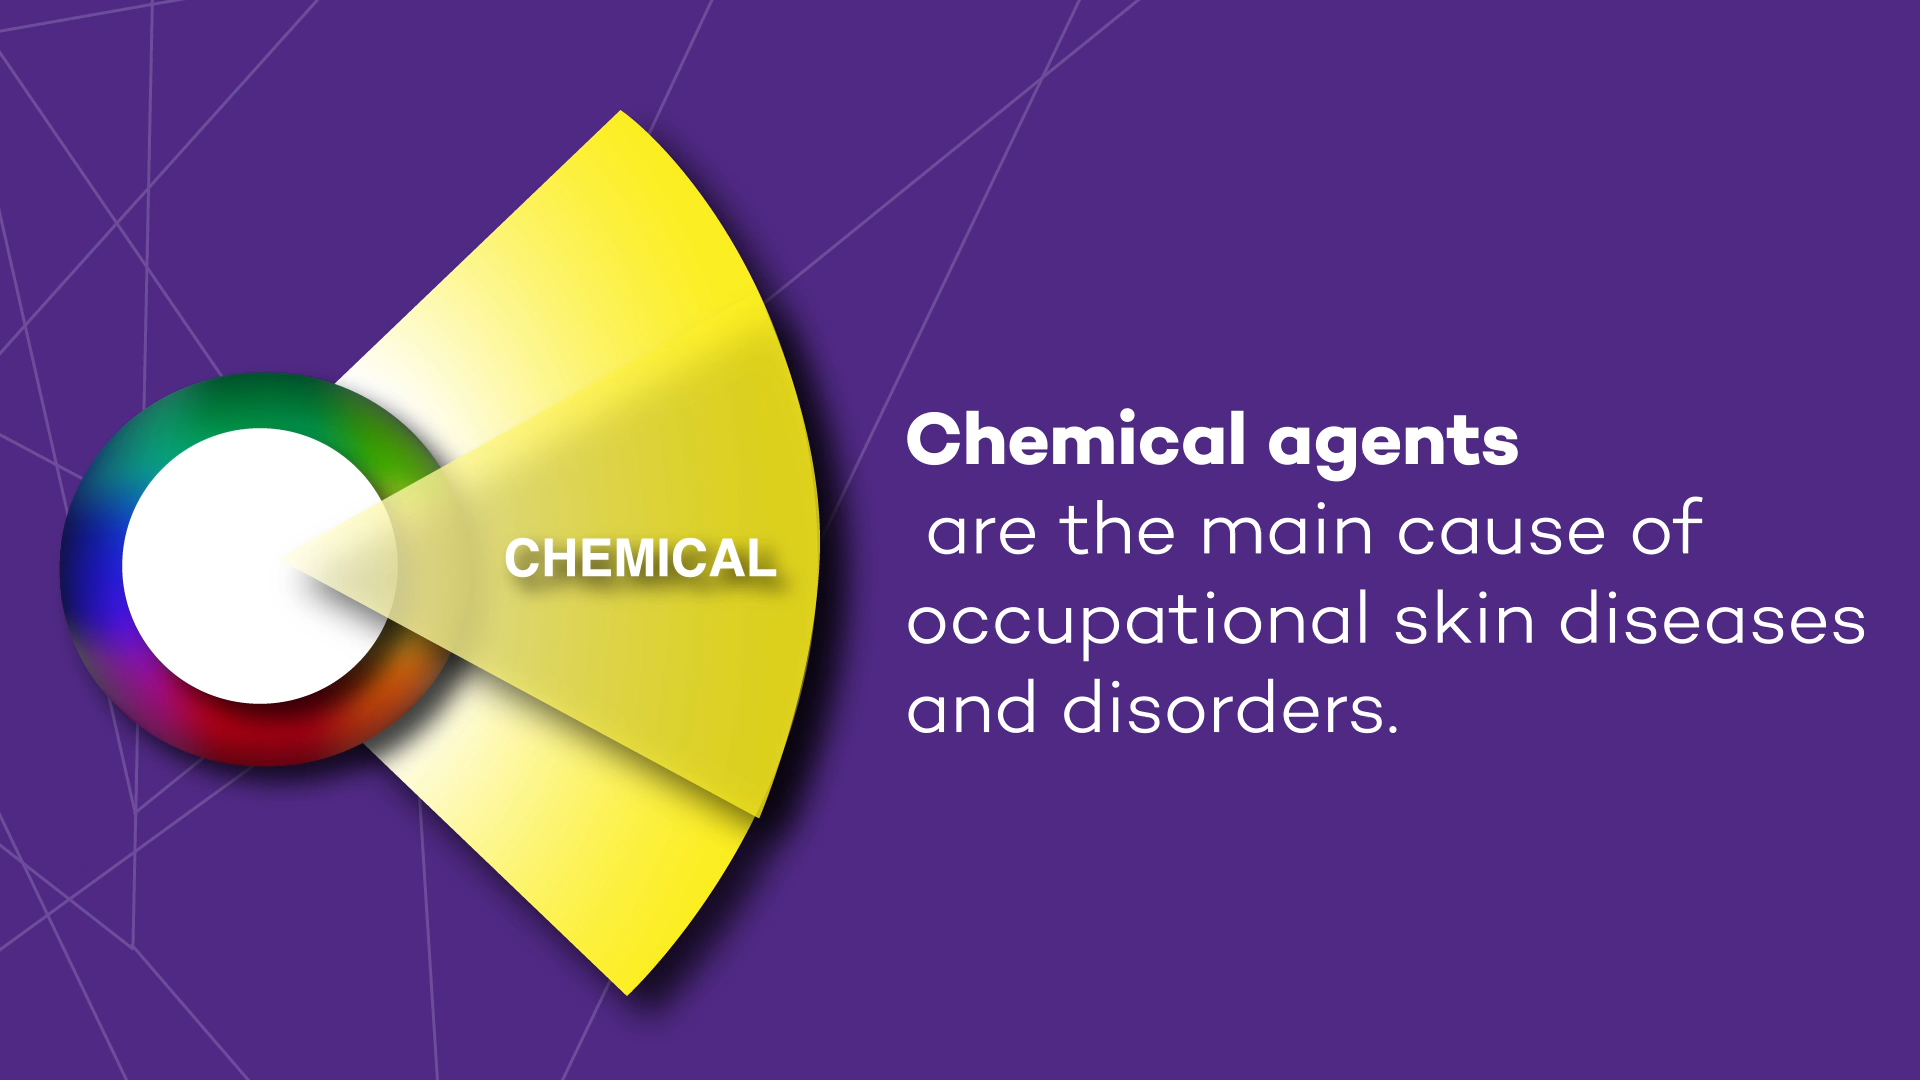 CHEMICAL
Chemical agents
are the main cause of
occupational skin diseases
and disorders.